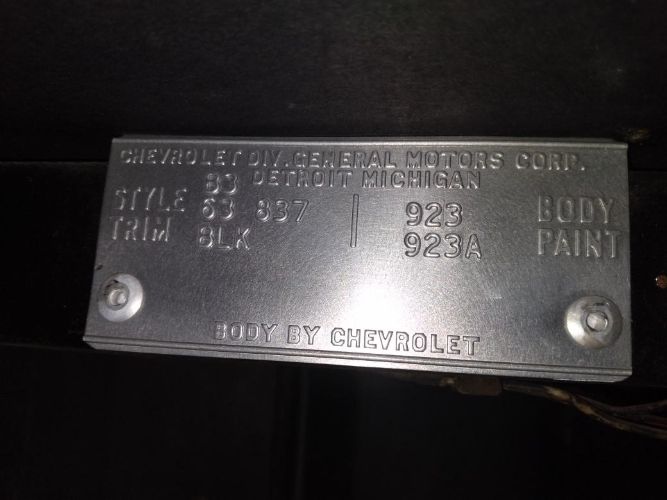 CHEVROLET DIV. GENERAL MOTORS CORP.
83 DETROIT MICHIGAN
STYLE 63 837 | 923 BODY
TRIM BLK 923A PAINT
BODY BY CHEVROLET